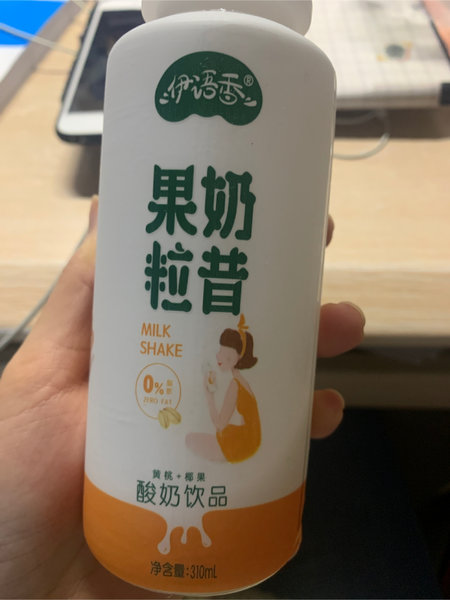 伊语香®
果奶
粒昔
MILK
SHAKE
0%
ZERO FAT
黄桃+椰果
酸奶饮品
净含量:310mL